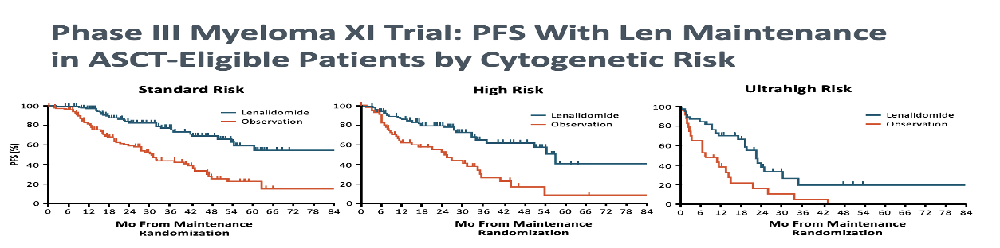 Phase III Myeloma XI Trial: PFS With Len Maintenance
in ASCT-Eligible Patients by Cytogenetic Risk
Standard Risk
High Risk
Ultrahigh Risk
PFS (%)
100
80
60
40
20
0
Lenalidomide
Observation
0 6 12 18 24 30 36 42 48 54 60 66 72 78 84
Mo From Maintenance
Randomization
100
80
60
40
20
0
Lenalidomide
Observation
0 6 12 18 24 30 36 42 48 54 60 66 72 78 84
Mo From Maintenance
Randomization
100
80
60
40
20
0
Lenalidomide
Observation
0 6 12 18 24 30 36 42 48 54 60 66 72 78 84
Mo From Maintenance
Randomization